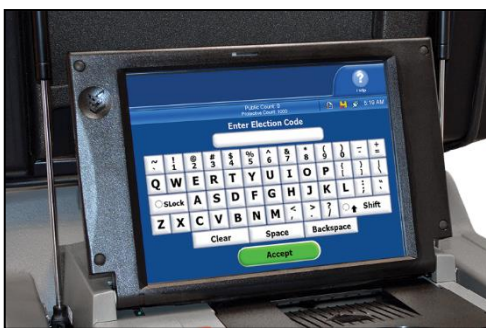 Help
Public Count: 0
Protective Count: 1000
5:19 AM
Enter Election Code
~ ! @ # $ % ^ & * ( ) - +
1 2 3 4 5 6 7 8 9 0 =
Q W E R T Y U I O P { }
[ ]
SLock A S D F G H J K L : "
; '
Z X C V B N M < > ? Shift
, . /
Clear Space Backspace
Accept